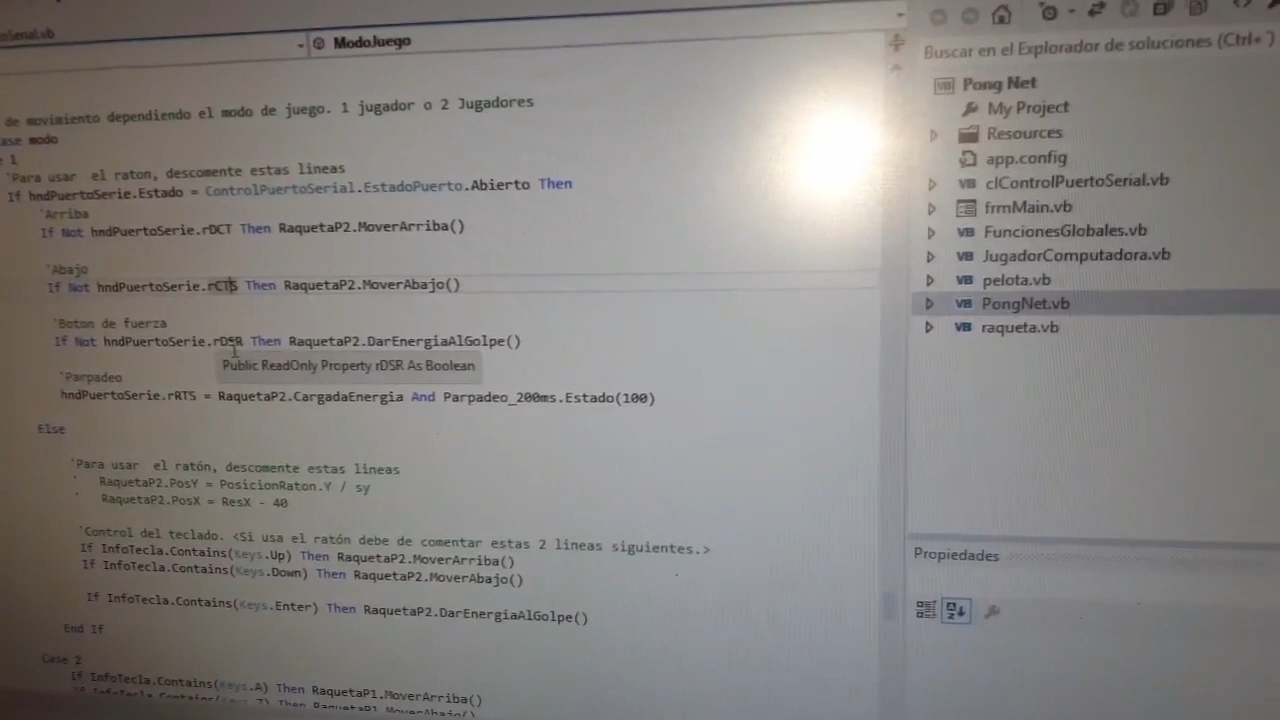 oSerial.vb
ModoJuego
de movimiento dependiendo el modo de juego. 1 jugador o 2 Jugadores
ase modo
e 1
'Para usar el raton, descomente estas lineas
If hndPuertoSerie.Estado = ControlPuertoSerial.EstadoPuerto.Abierto Then
'Arriba
If Not hndPuertoSerie.rDCT Then RaquetaP2.MoverArriba()
'Abajo
If Not hndPuertoSerie.rCTS Then RaquetaP2.MoverAbajo()
'Boton de fuerza
If Not hndPuertoSerie.rDSR Then RaquetaP2.DarEnergiaAlGolpe()
Public ReadOnly Property rDSR As Boolean
'Parpadeo
hndPuertoSerie.rRTS = RaquetaP2.CargadaEnergia And Parpadeo_200ms.Estado(100)
Else
'Para usar el ratón, descomente estas lineas
' RaquetaP2.PosY = PosicionRaton.Y / sy
' RaquetaP2.PosX = ResX - 40
'Control del teclado. <Si usa el ratón debe de comentar estas 2 lineas siguientes.>
If InfoTecla.Contains(Keys.Up) Then RaquetaP2.MoverArriba()
If InfoTecla.Contains(Keys.Down) Then RaquetaP2.MoverAbajo()
If InfoTecla.Contains(Keys.Enter) Then RaquetaP2.DarEnergiaAlGolpe()
End If
Case 2
If InfoTecla.Contains(Keys.A) Then RaquetaP1.MoverArriba()
If InfoTecla.Contains(Keys.Z) Then RaquetaP1.MoverAbajo()
Buscar en el Explorador de soluciones (Ctrl+
Pong Net
My Project
Resources
app.config
clControlPuertoSerial.vb
frmMain.vb
FuncionesGlobales.vb
JugadorComputadora.vb
pelota.vb
PongNet.vb
raqueta.vb
Propiedades